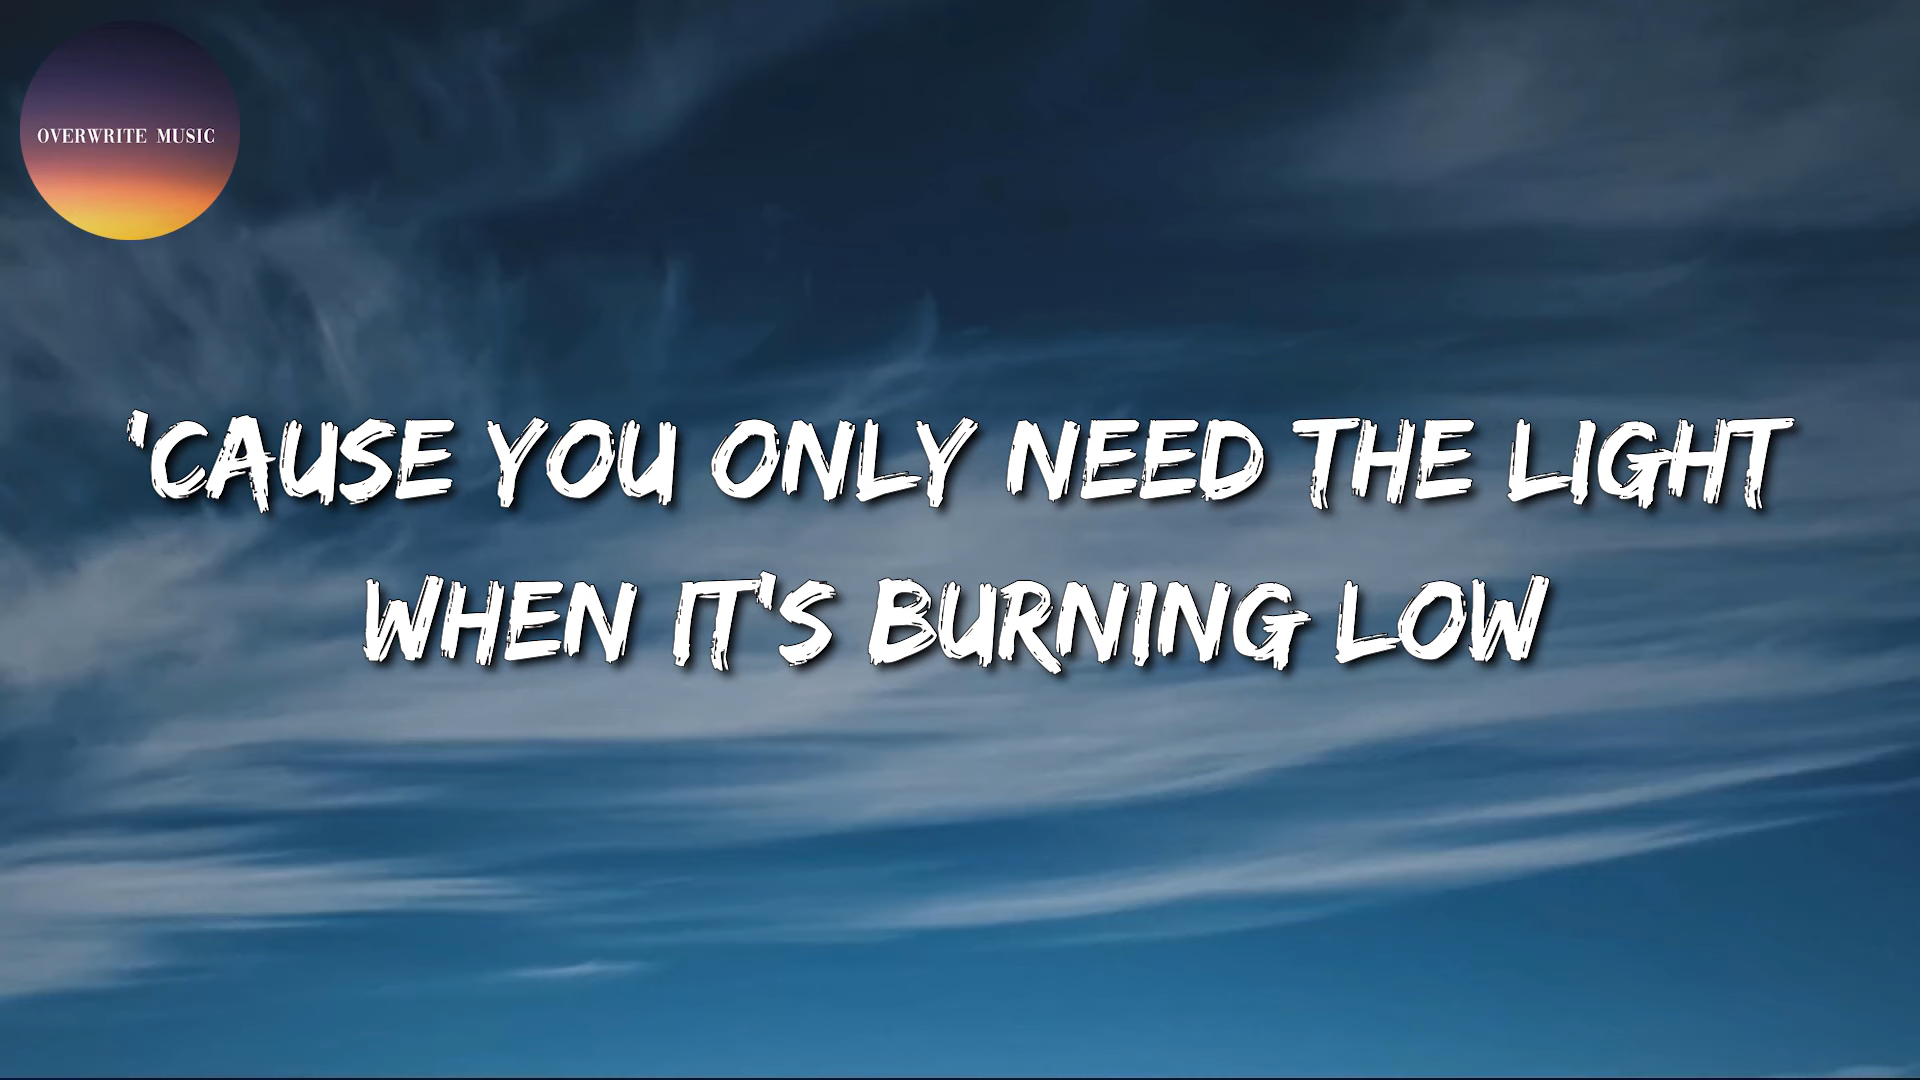 OVERWRITE MUSIC
'CAUSE YOU ONLY NEED THE LIGHT
WHEN IT'S BURNING LOW